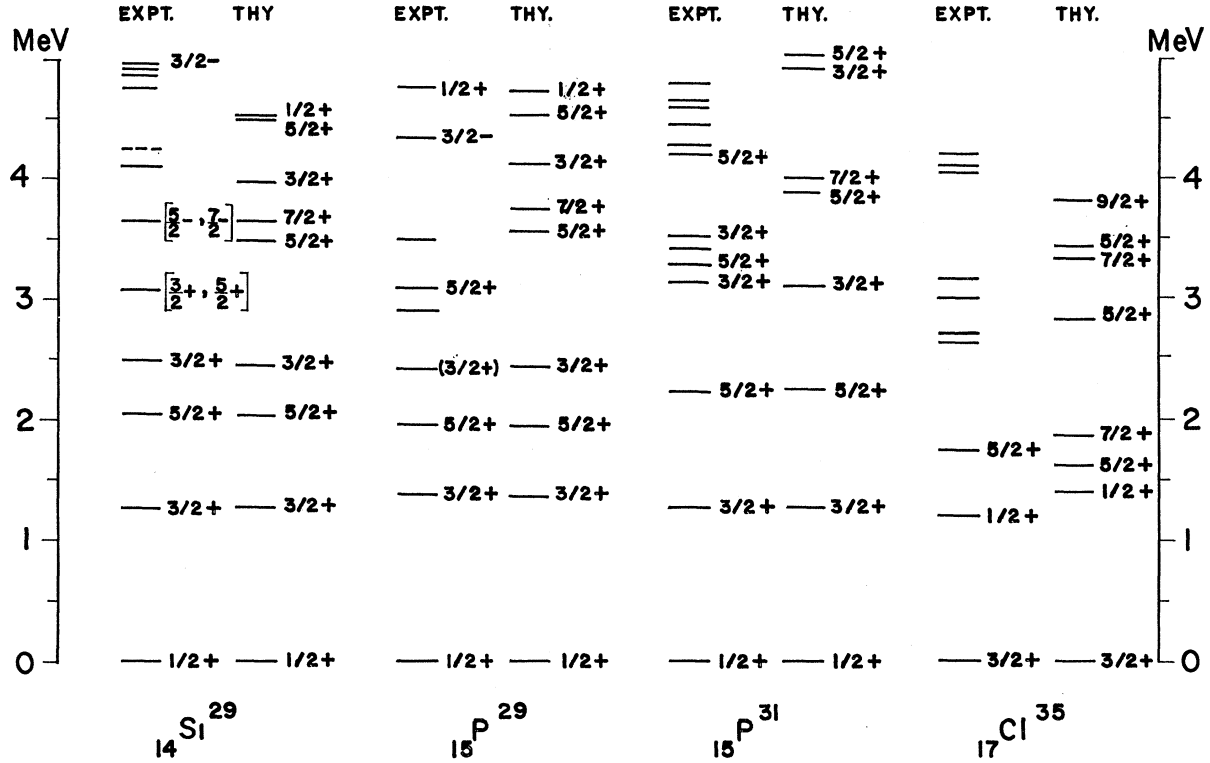 EXPT. THY EXPT. THY. EXPT. THY. EXPT. THY.
MeV MeV
3/2− 5/2+
3/2+
1/2+ 1/2+
1/2+ 5/2+
5/2+
3/2−
5/2+
3/2+
4 3/2+ 7/2+ 4
5/2+
9/2+
[5/2−, 7/2−] 7/2+ 7/2+
5/2+ 5/2+ 3/2+ 5/2+
7/2+
5/2+
[3/2+, 5/2+] 5/2+ 3/2+ 3/2+
3 3
5/2+
3/2+ 3/2+ (3/2+) 3/2+
5/2+ 5/2+
5/2+ 5/2+ 5/2+ 5/2+
2 2
7/2+
5/2+ 5/2+
3/2+ 3/2+ 3/2+ 3/2+ 3/2+ 3/2+ 1/2+
1/2+
1 1
0 1/2+ 1/2+ 1/2+ 1/2+ 1/2+ 1/2+ 3/2+ 3/2+ 0
14Si29 15P29 15P31 17Cl35